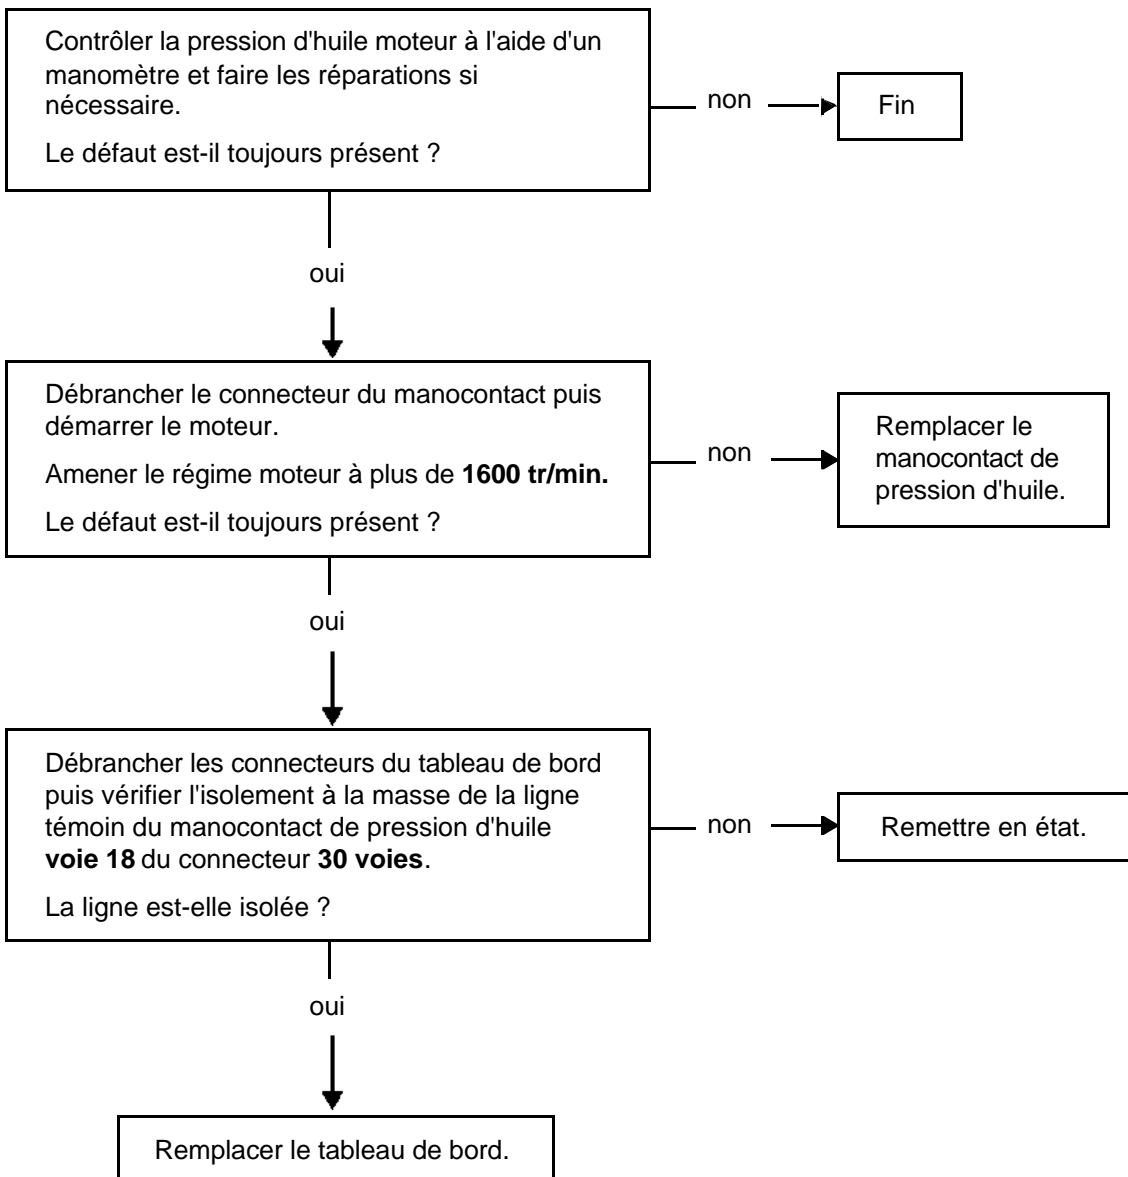 Contrôler la pression d'huile moteur à l'aide d'un
manomètre et faire les réparations si
nécessaire.
Le défaut est-il toujours présent ?
non
Fin
oui
Débrancher le connecteur du manocontact puis
démarrer le moteur.
Amener le régime moteur à plus de 1600 tr/min.
Le défaut est-il toujours présent ?
non
Remplacer le
manocontact de
pression d'huile.
oui
Débrancher les connecteurs du tableau de bord
puis vérifier l'isolement à la masse de la ligne
témoin du manocontact de pression d'huile
voie 18 du connecteur 30 voies.
La ligne est-elle isolée ?
non
Remettre en état.
oui
Remplacer le tableau de bord.